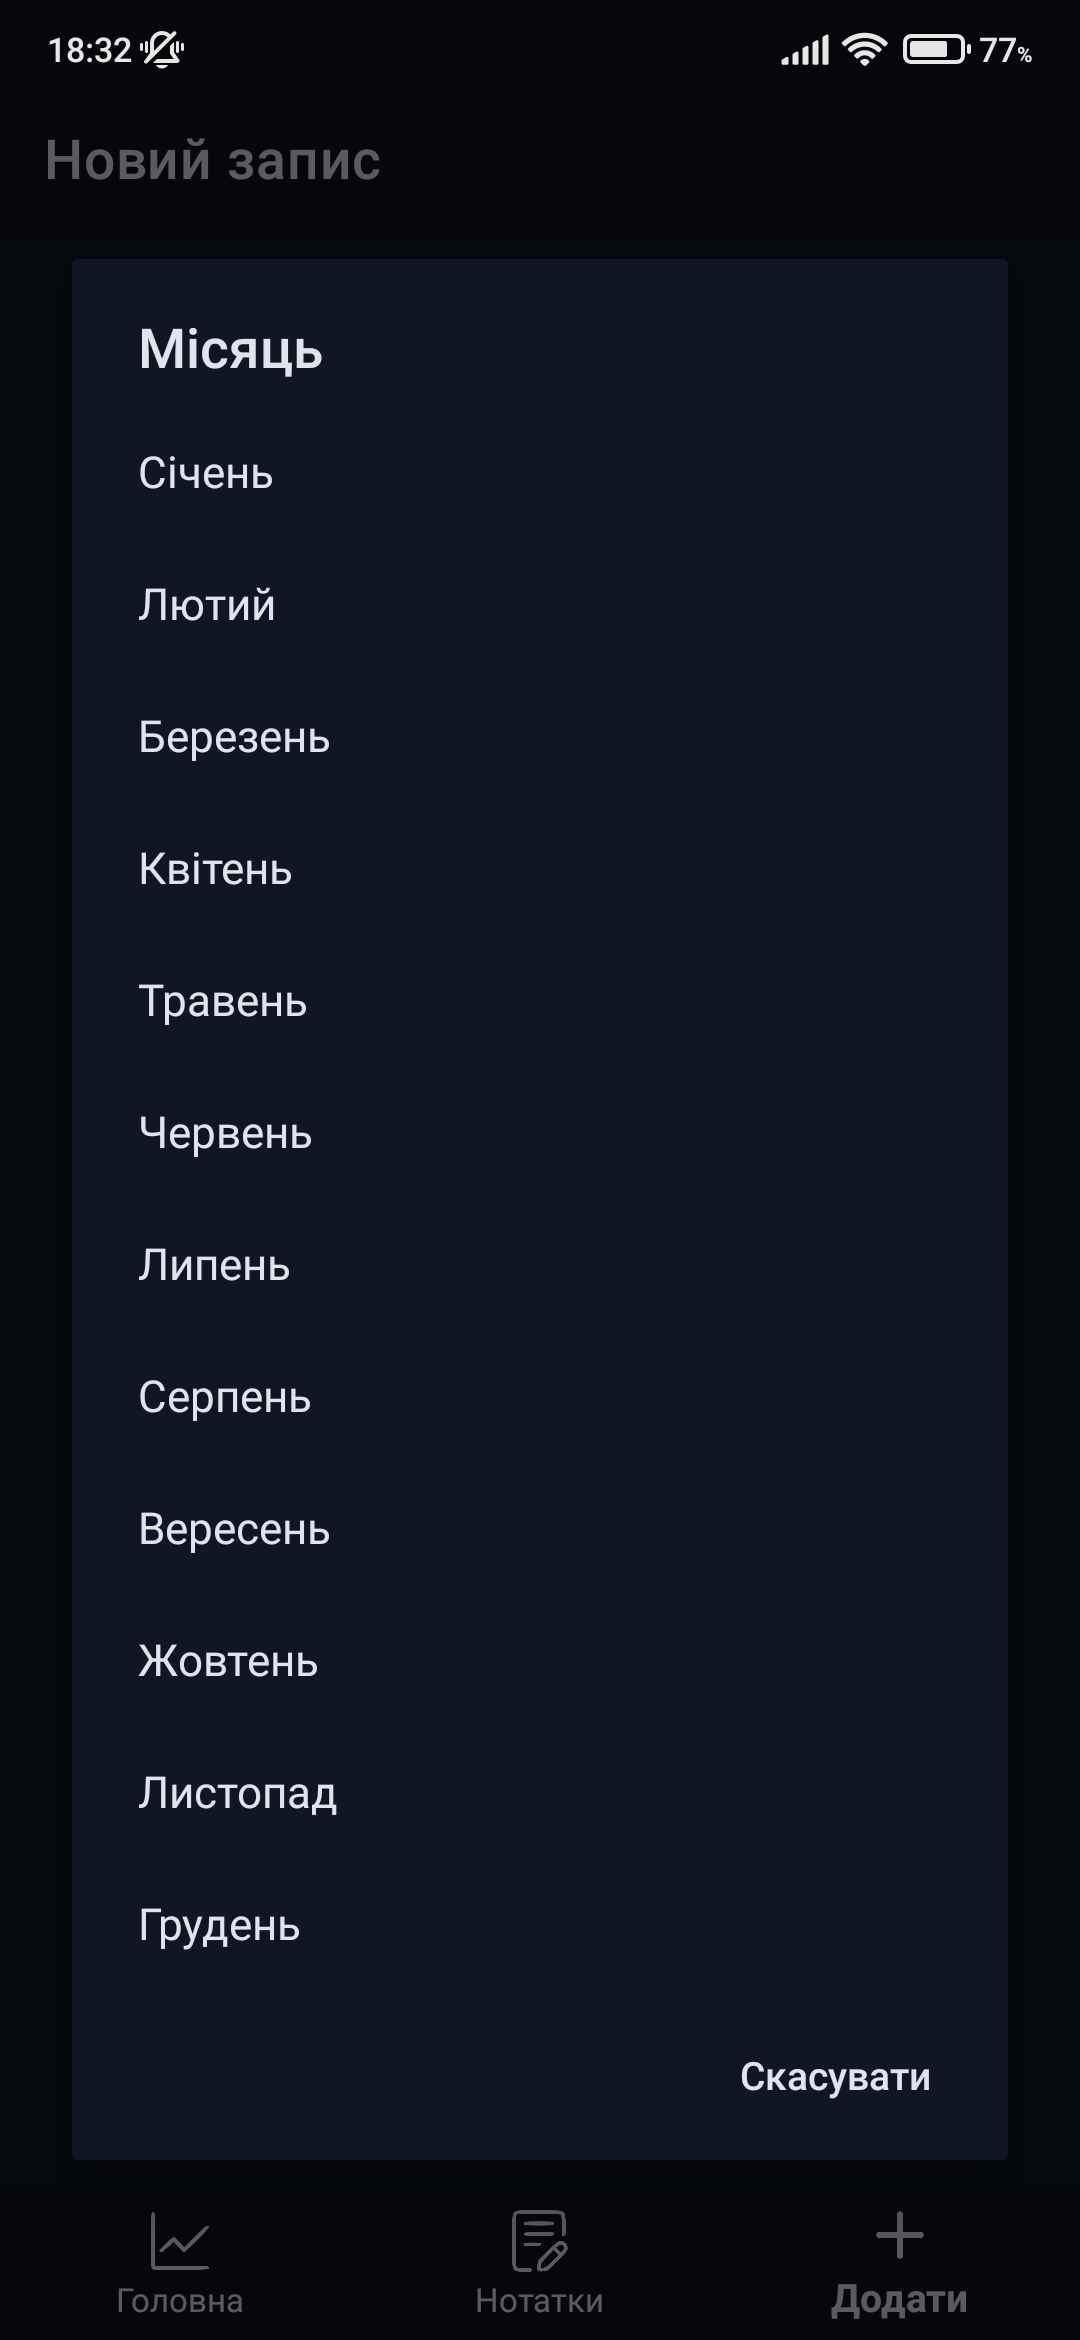 18:32 77%
Новий запис
Місяць
Січень
Лютий
Березень
Квітень
Травень
Червень
Липень
Серпень
Вересень
Жовтень
Листопад
Грудень
Скасувати
Головна Нотатки Додати